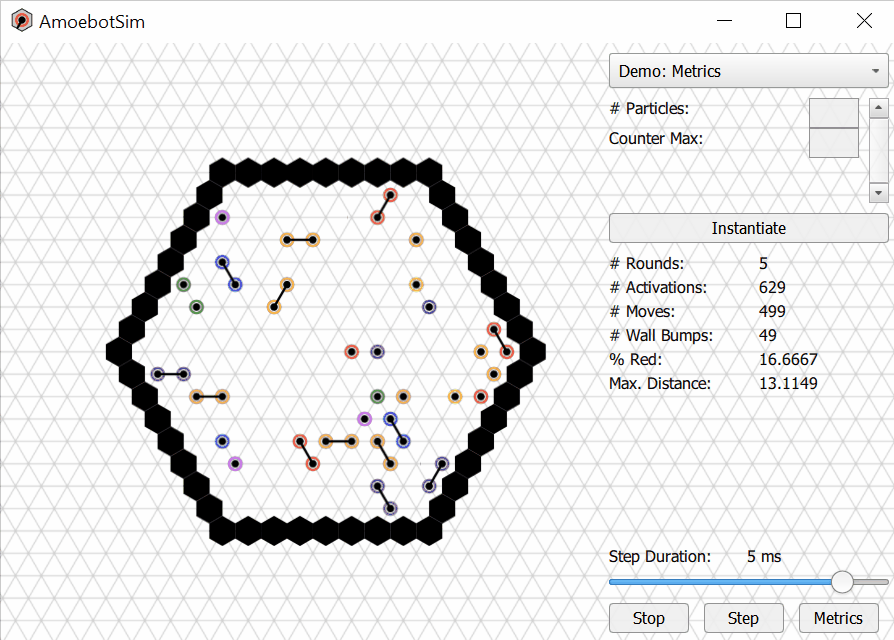 AmoebotSim
Demo: Metrics
# Particles:
Counter Max:
Instantiate
# Rounds: 5
# Activations: 629
# Moves: 499
# Wall Bumps: 49
% Red: 16.6667
Max. Distance: 13.1149
Step Duration: 5 ms
Stop Step Metrics